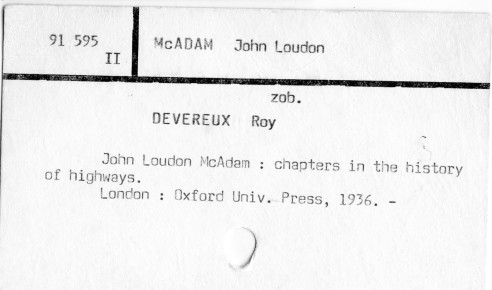 91 595
II
McADAM John Loudon
zob.
DEVEREUX Roy
John Loudon McAdam : chapters in the history
of highways.
London : Oxford Univ. Press, 1936. -